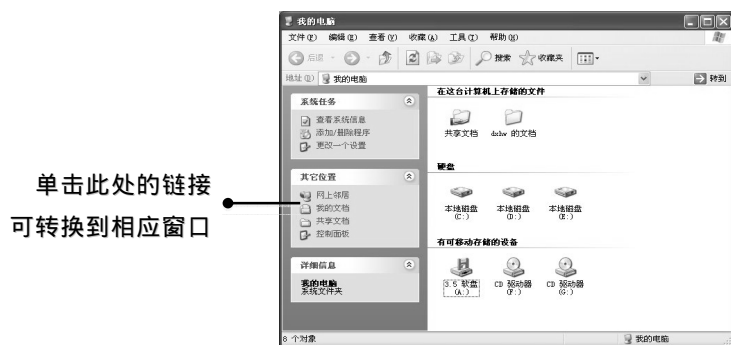 我的电脑
文件(F) 编辑(E) 查看(V) 收藏(A) 工具(T) 帮助(H)
后退 搜索 收藏夹
地址(D) 我的电脑 转到
系统任务
查看系统信息
添加/删除程序
更改一个设置
其它位置
网上邻居
我的文档
共享文档
控制面板
详细信息
我的电脑
系统文件夹
在这台计算机上存储的文件
共享文档 dxhw 的文档
硬盘
本地磁盘 (C:) 本地磁盘 (D:) 本地磁盘 (E:)
有可移动存储的设备
3.5 软盘 (A:) CD 驱动器 (F:) CD 驱动器 (G:)
8 个对象 我的电脑
单击此处的链接
可转换到相应窗口